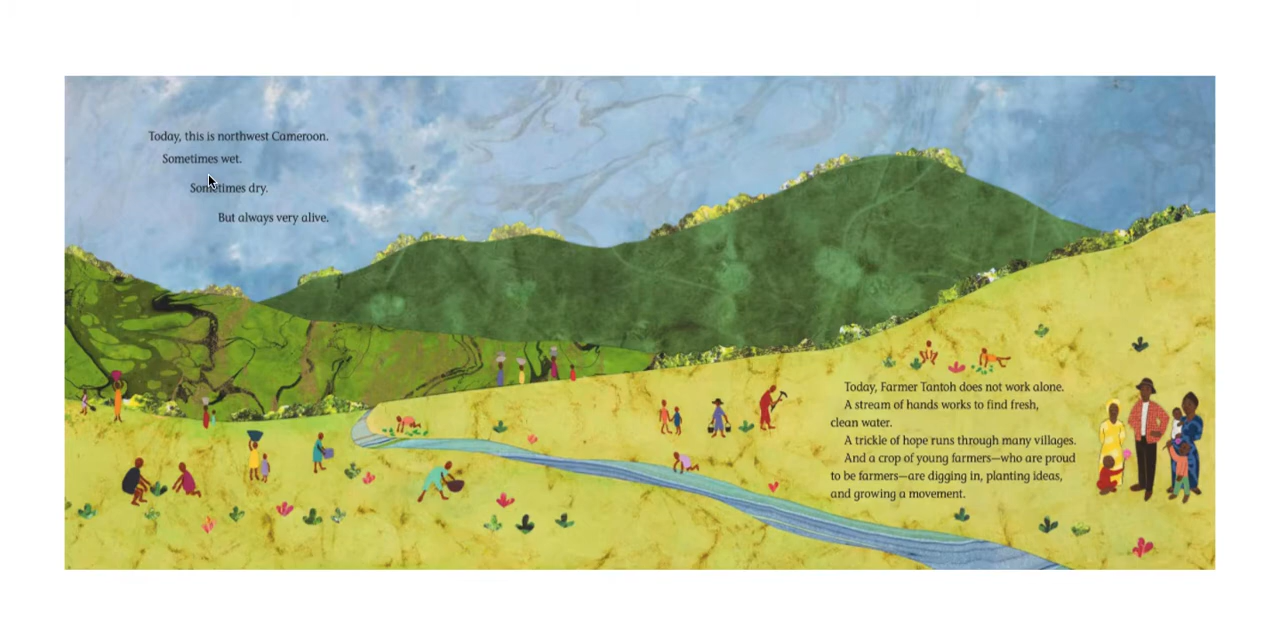 Today, this is northwest Cameroon.
Sometimes wet.
Sometimes dry.
But always very alive.
Today, Farmer Tantoh does not work alone.
A stream of hands works to find fresh,
clean water.
A trickle of hope runs through many villages.
And a crop of young farmers—who are proud
to be farmers—are digging in, planting ideas,
and growing a movement.